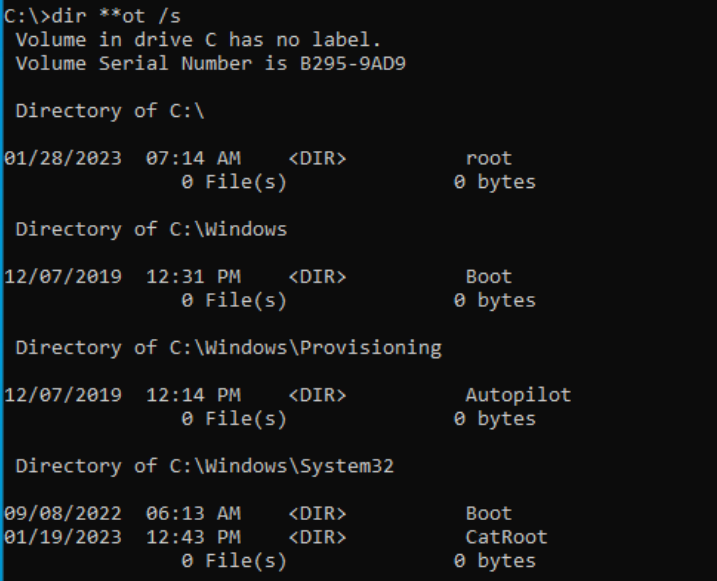 C:\>dir **ot /s
Volume in drive C has no label.
Volume Serial Number is B295-9AD9
Directory of C:\
01/28/2023 07:14 AM <DIR> root
0 File(s) 0 bytes
Directory of C:\Windows
12/07/2019 12:31 PM <DIR> Boot
0 File(s) 0 bytes
Directory of C:\Windows\Provisioning
12/07/2019 12:14 PM <DIR> Autopilot
0 File(s) 0 bytes
Directory of C:\Windows\System32
09/08/2022 06:13 AM <DIR> Boot
01/19/2023 12:43 PM <DIR> CatRoot
0 File(s) 0 bytes